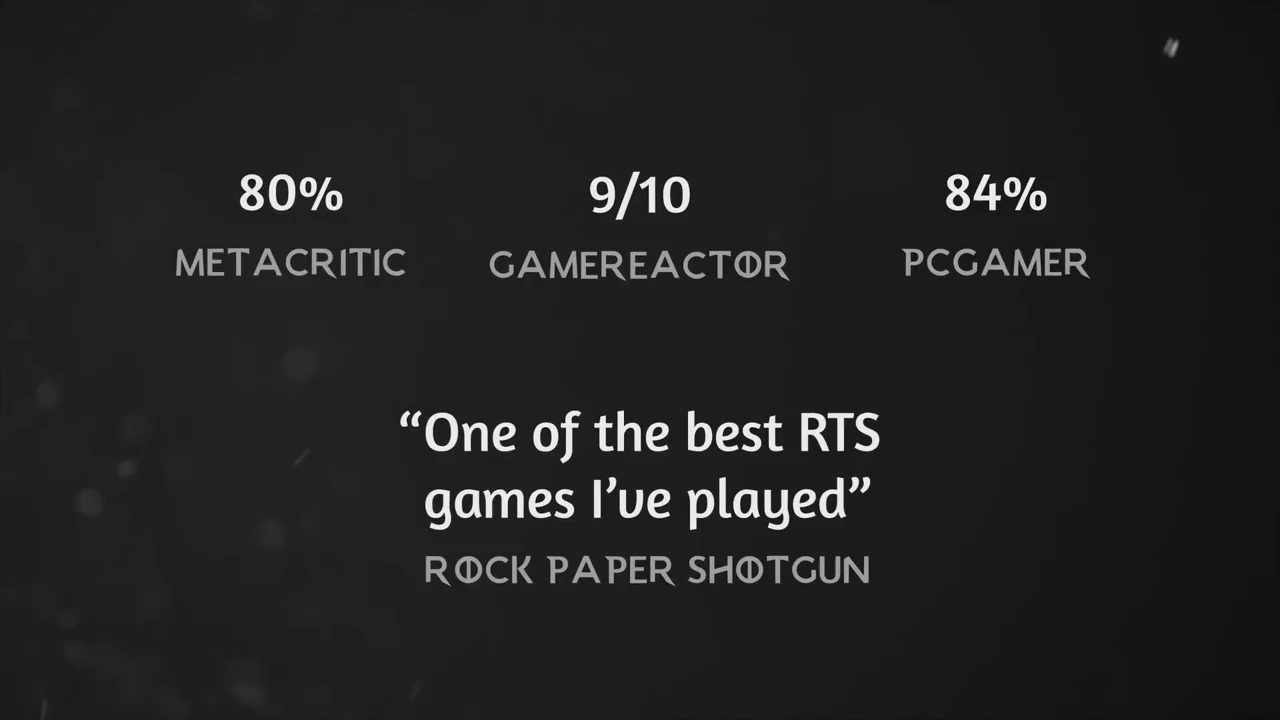 80%
9/10
84%
METACRITIC
GAMEREACTOR
PCGAMER
“One of the best RTS
games I’ve played”
ROCK PAPER SHOTGUN